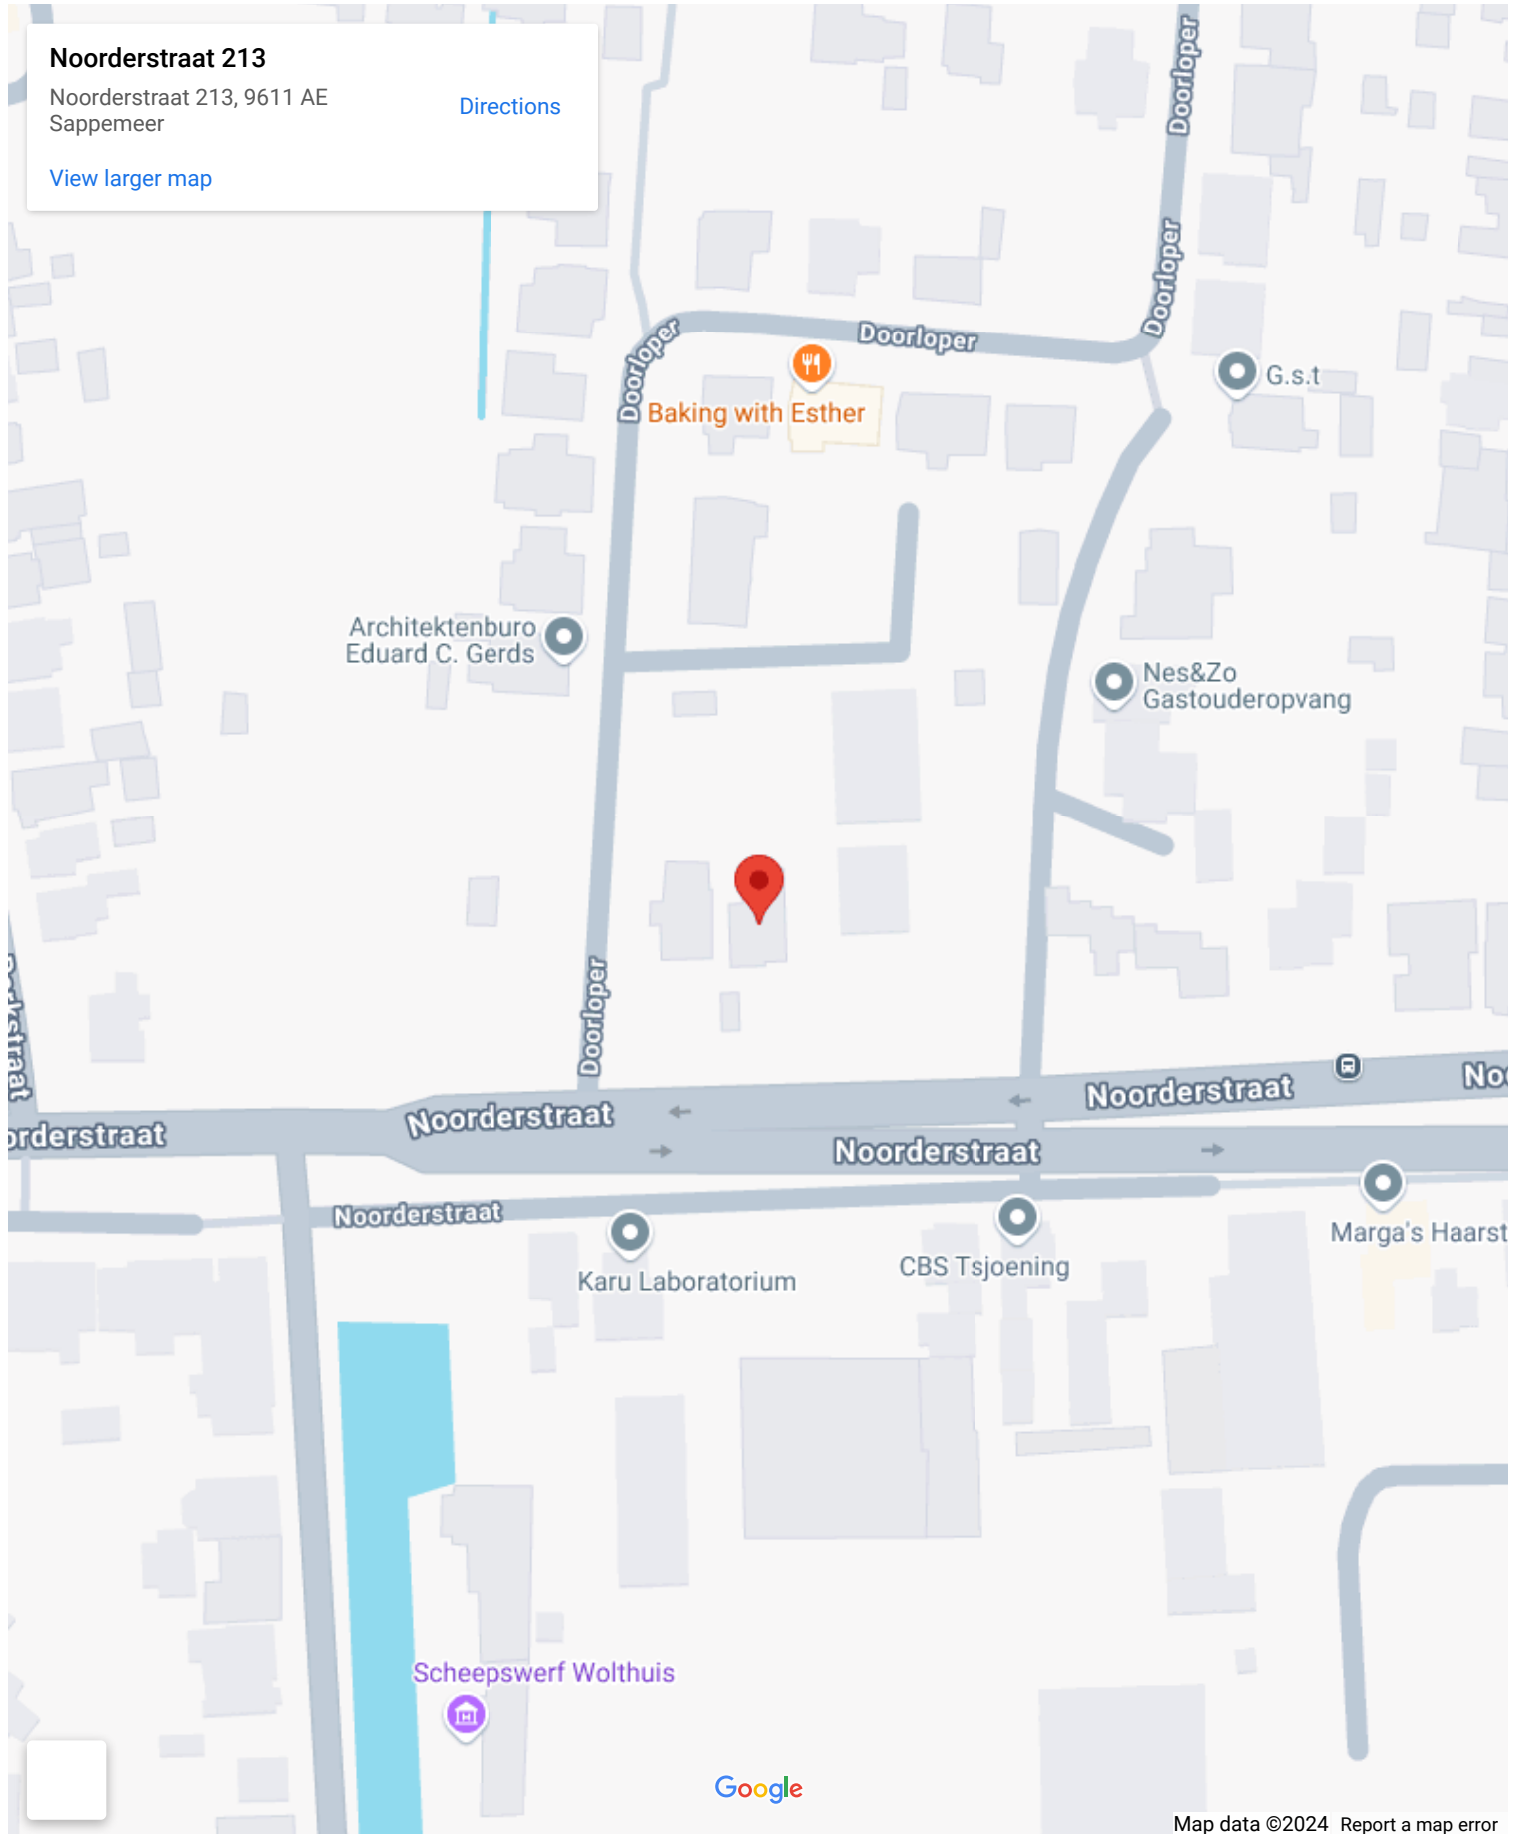 Noorderstraat 213
Noorderstraat 213, 9611 AE
Sappemeer
Directions
View larger map
Doorloper
Doorloper
Doorloper
Doorloper
Baking with Esther
G.s.t
Architektenburo
Eduard C. Gerds
Nes&Zo
Gastouderopvang
Doorloper
Noorderstraat
Noorderstraat
orderstraat
Noorderstraat
Noorderstraat
Karu Laboratorium
CBS Tsjoening
Marga's Haarst
Scheepswerf Wolthuis
Google
Map data ©2024
Report a map error